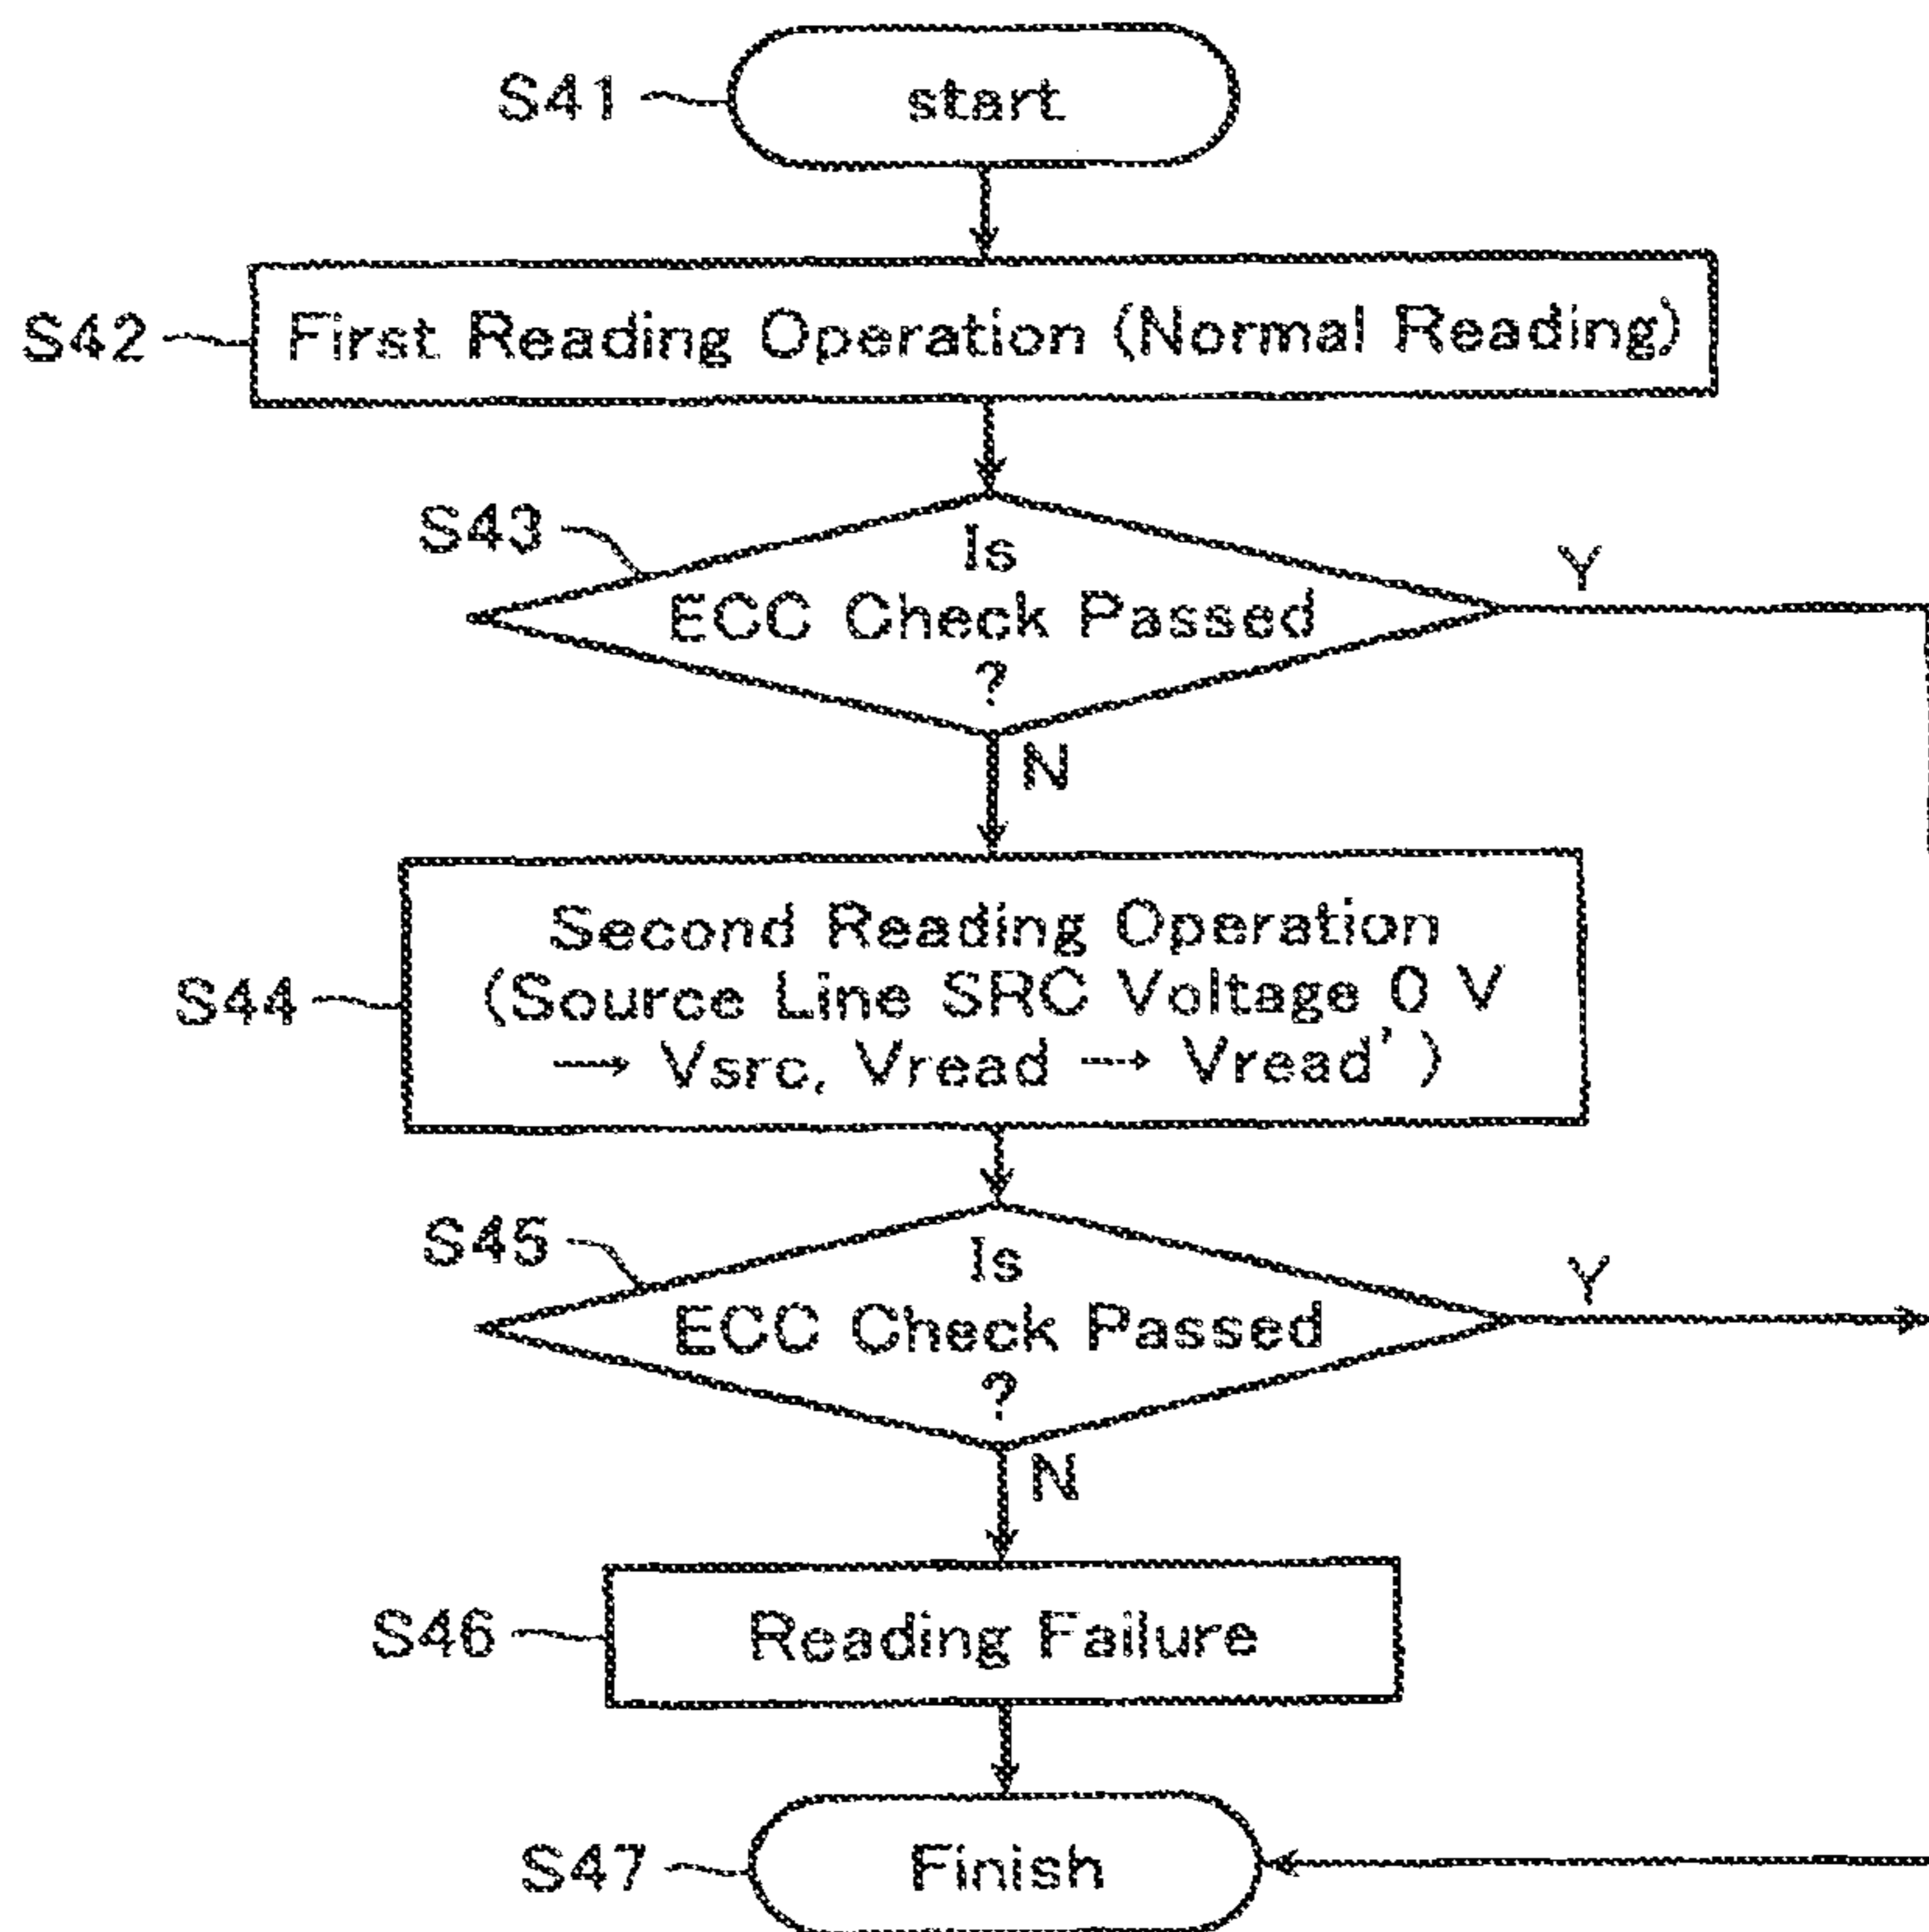 S41
start
S42
First Reading Operation (Normal Reading)
S43
Is
ECC Check Passed
?
Y
N
S44
Second Reading Operation
(Source Line SRC Voltage 0 V
→ Vsrc, Vread → Vread')
S45
Is
ECC Check Passed
?
Y
N
S46
Reading Failure
S47
Finish